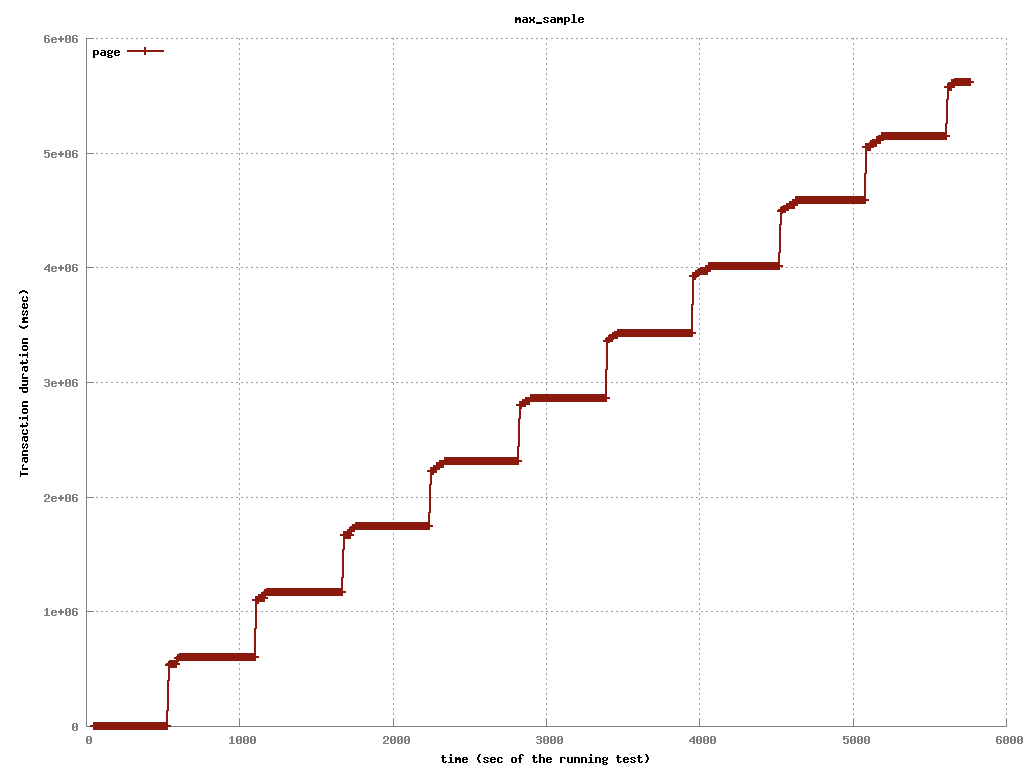 max_sample
6e+06
page
5e+06
4e+06
3e+06
2e+06
1e+06
0
0 1000 2000 3000 4000 5000 6000
time (sec of the running test)
Transaction duration (msec)